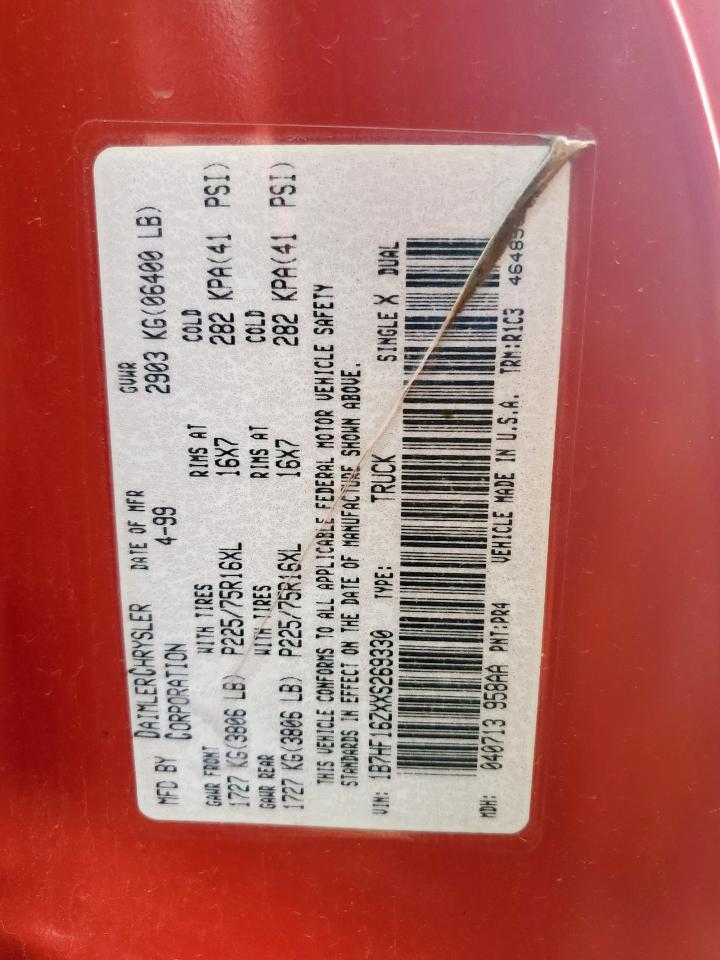 MFD BY DAIMLERCHRYSLER DATE OF MFR GVWR
CORPORATION 4-99 2903 KG(06400 LB)
GAWR FRONT WITH TIRES RIMS AT COLD
1727 KG(3806 LB) P225/75R16XL 16X7 282 KPA(41 PSI)
GAWR REAR WITH TIRES RIMS AT COLD
1727 KG(3806 LB) P225/75R16XL 16X7 282 KPA(41 PSI)
THIS VEHICLE CONFORMS TO ALL APPLICABLE FEDERAL MOTOR VEHICLE SAFETY
STANDARDS IN EFFECT ON THE DATE OF MANUFACTURE SHOWN ABOVE.
VIN: 1B7HF16ZXXS269330 TYPE: TRUCK SINGLE X DUAL
MDH: 040713 958AA PNT:PR4 VEHICLE MADE IN U.S.A. TRM:R1C3